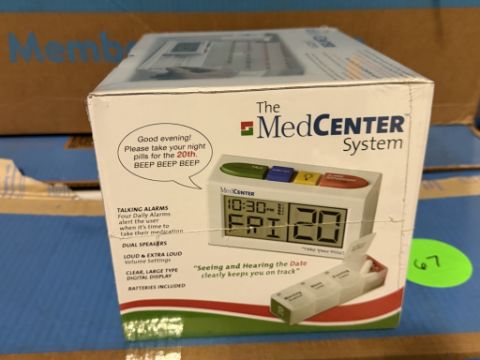 Membe
The
MedCENTER
System
Good evening!
Please take your night
pills for the 20th.
BEEP BEEP BEEP
MedCENTER
10:30 PM
FRI 20
TALKING ALARMS
Four Daily Alarms
alert the user
when it's time to
take their medication
DUAL SPEAKERS
LOUD & EXTRA LOUD
Volume Settings
CLEAR, LARGE TYPE
DIGITAL DISPLAY
BATTERIES INCLUDED
"Seeing and Hearing the Date
clearly keeps you on track"
67